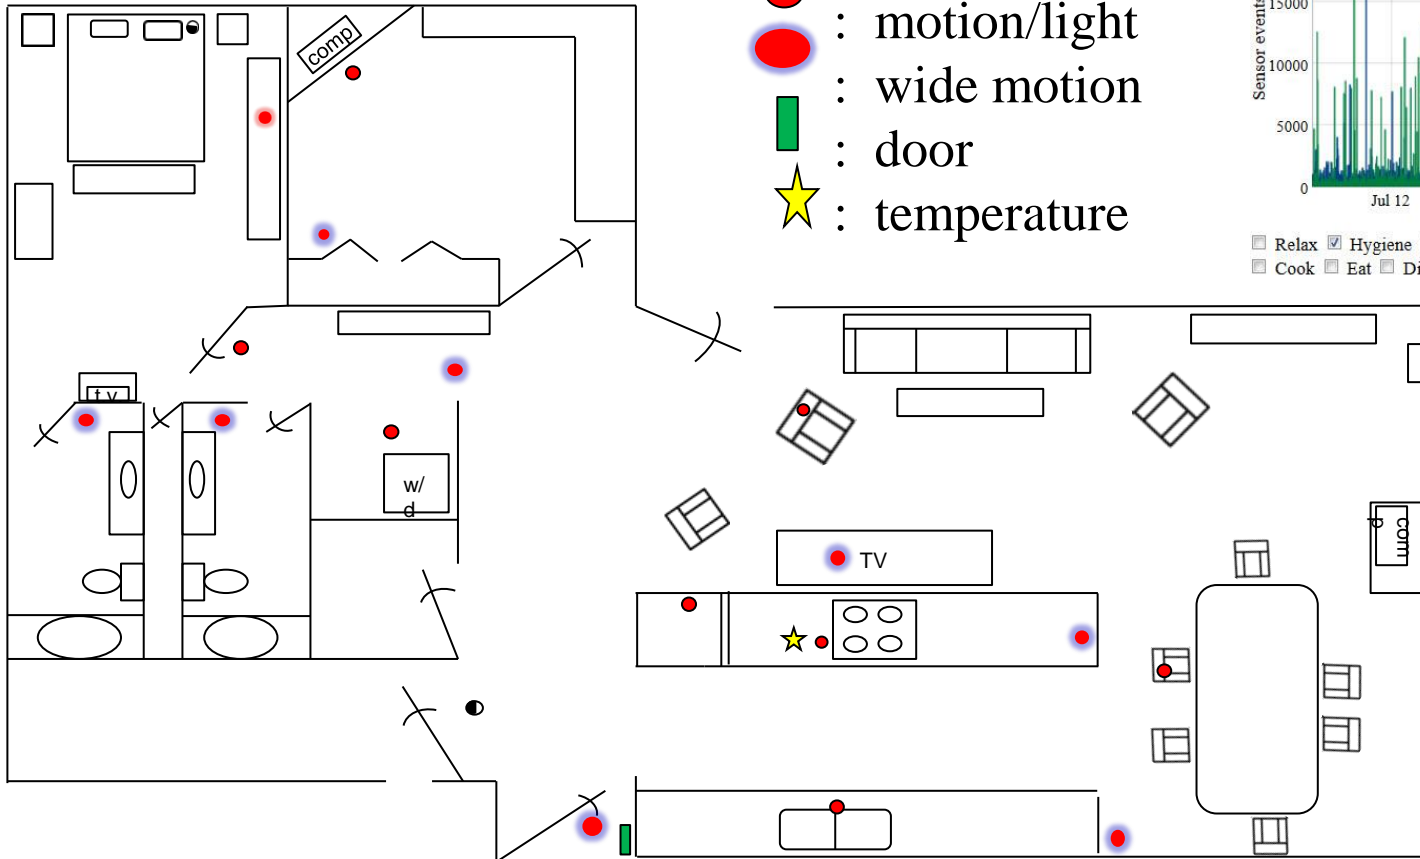 comp
: motion/light
: wide motion
: door
: temperature
Sensor events
15000
10000
5000
0
Jul 12
Relax Hygiene
Cook Eat
t v
w/
d
TV
com
p